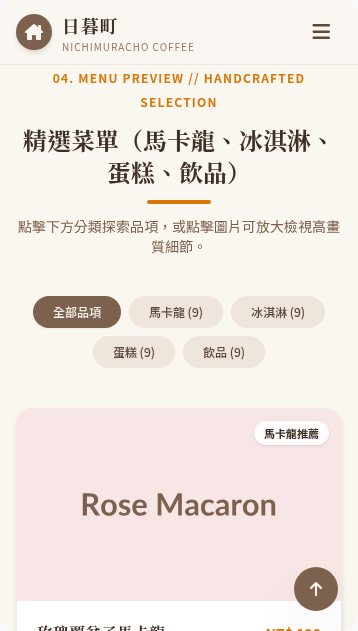 日暮町
NICHIMURACHO COFFEE
04. MENU PREVIEW // HANDCRAFTED
SELECTION
精選菜單（馬卡龍、冰淇淋、
蛋糕、飲品）
點擊下方分類探索品項，或點擊圖片可放大檢視高畫
質細節。
全部品項
馬卡龍 (9)
冰淇淋 (9)
蛋糕 (9)
飲品 (9)
馬卡龍推薦
Rose Macaron